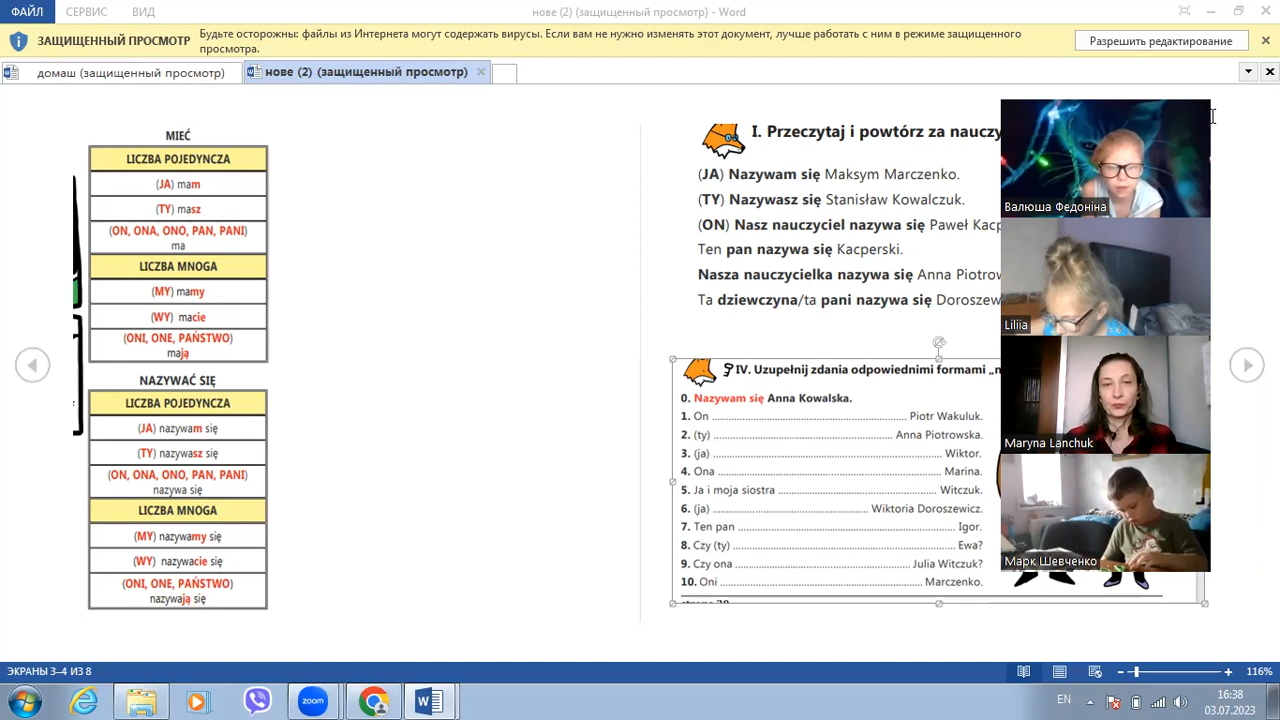 ФАЙЛ СЕРВИС ВИД
нове (2) (защищенный просмотр) - Word
ЗАЩИЩЕННЫЙ ПРОСМОТР Будьте осторожны: файлы из Интернета могут содержать вирусы. Если вам не нужно изменять этот документ, лучше работать с ним в режиме защищенного
просмотра.
Разрешить редактирование
домаш (защищенный просмотр)
нове (2) (защищенный просмотр)
MIEĆ
LICZBA POJEDYNCZA
(JA) mam
(TY) masz
(ON, ONA, ONO, PAN, PANI)
ma
LICZBA MNOGA
(MY) mamy
(WY) macie
(ONI, ONE, PAŃSTWO)
mają
NAZYWAĆ SIĘ
LICZBA POJEDYNCZA
(JA) nazywam się
(TY) nazywasz się
(ON, ONA, ONO, PAN, PANI)
nazywa się
LICZBA MNOGA
(MY) nazywamy się
(WY) nazywacie się
(ONI, ONE, PAŃSTWO)
nazywają się
I. Przeczytaj i powtórz za nauczy
(JA) Nazywam się Maksym Marczenko.
(TY) Nazywasz się Stanisław Kowalczuk.
(ON) Nasz nauczyciel nazywa się Paweł Kacp
Ten pan nazywa się Kacperski.
Nasza nauczycielka nazywa się Anna Piotrow
Ta dziewczyna/ta pani nazywa się Doroszew
IV. Uzupełnij zdania odpowiednimi formami „n
0. Nazywam się Anna Kowalska.
1. On ........................ Piotr Wakuluk.
2. (ty) ........................ Anna Piotrowska.
3. (ja) ........................ Wiktor.
4. Ona ........................ Marina.
5. Ja i moja siostra ........................ Witczuk.
6. (ja) ........................ Wiktoria Doroszewicz.
7. Ten pan ........................ Igor.
8. Czy (ty) ........................ Ewa?
9. Czy ona ........................ Julia Witczuk?
10. Oni ........................ Marczenko.
Валюша Федоніна
Liliia
Maryna Lanchuk
Марк Шевченко
ЭКРАНЫ 3–4 ИЗ 8
116%
zoom
EN
16:38
03.07.2023